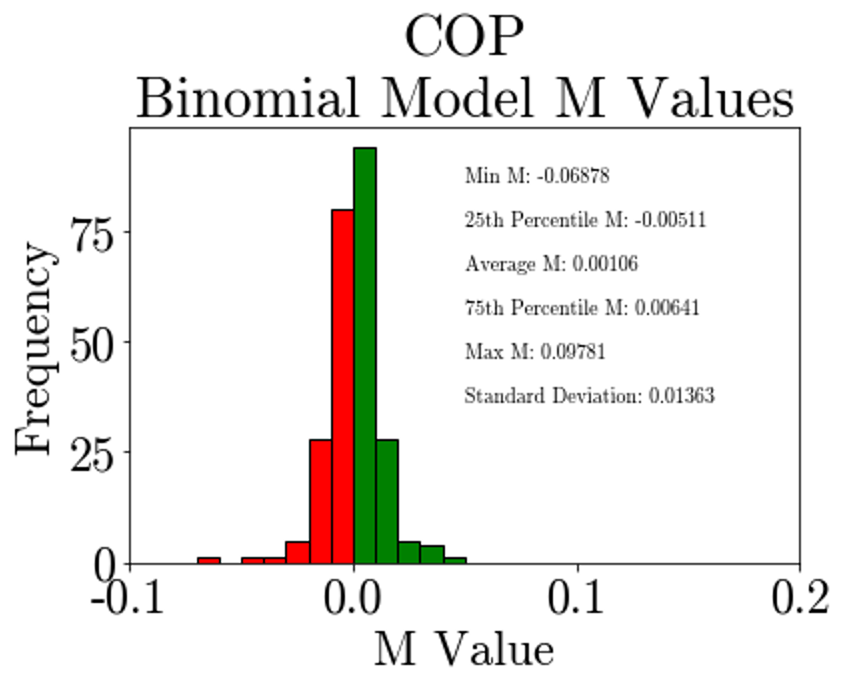 COP
Binomial Model M Values
Min M: -0.06878
25th Percentile M: -0.00511
Average M: 0.00106
75th Percentile M: 0.00641
Max M: 0.09781
Standard Deviation: 0.01363
Frequency
75
50
25
0
-0.1
0.0
0.1
0.2
M Value